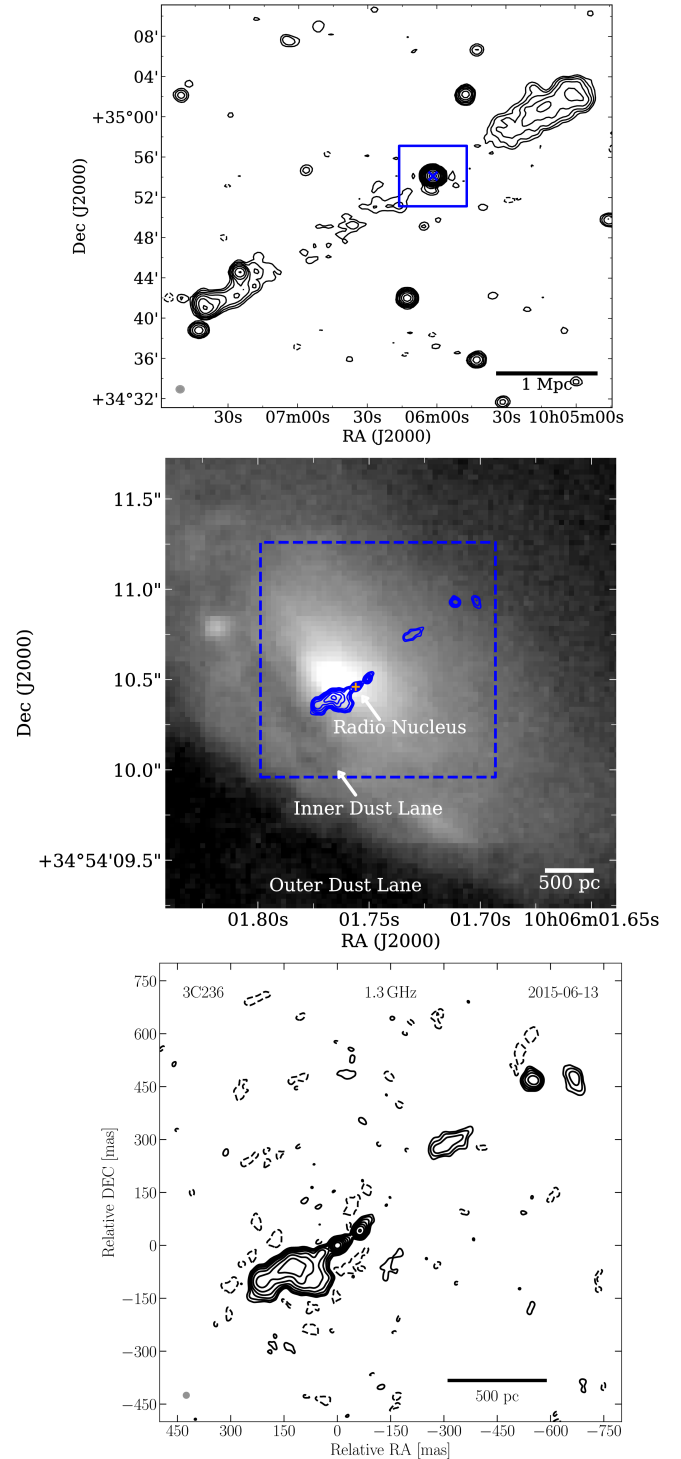 08'
04'
+35°00'
56'
52'
48'
44'
40'
36'
+34°32'
Dec (J2000)
1 Mpc
30s 07m00s 30s 06m00s 30s 10h05m00s
RA (J2000)
11.5"
11.0"
10.5"
10.0"
+34°54'09.5"
Dec (J2000)
Radio Nucleus
Inner Dust Lane
Outer Dust Lane
500 pc
01.80s 01.75s 01.70s 10h06m01.65s
RA (J2000)
3C236 1.3 GHz 2015-06-13
750
600
450
300
150
0
−150
−300
−450
Relative DEC [mas]
500 pc
450 300 150 0 −150 −300 −450 −600 −750
Relative RA [mas]